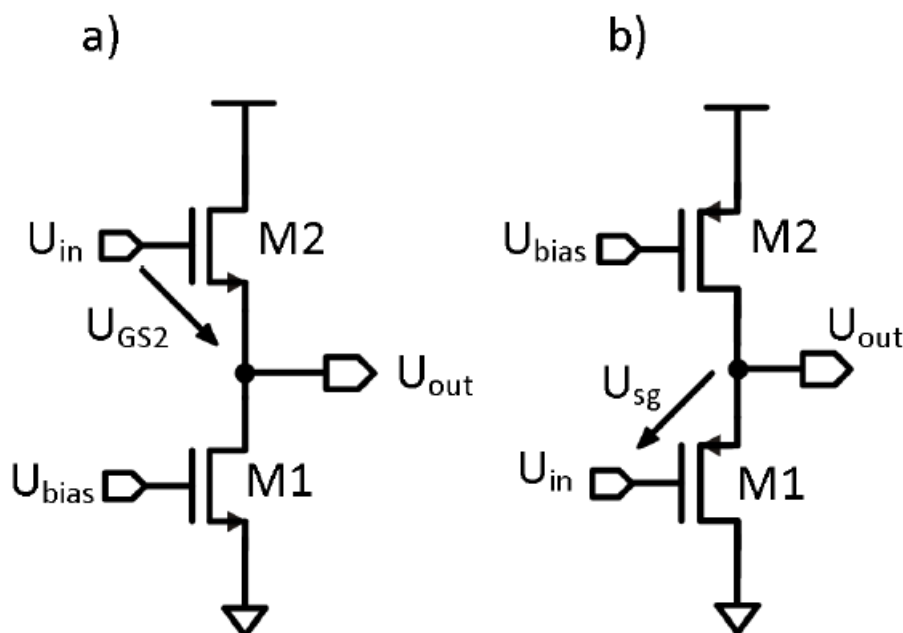 a)
U_in
M2
U_GS2
U_out
U_bias
M1
b)
U_bias
M2
U_out
U_sg
U_in
M1